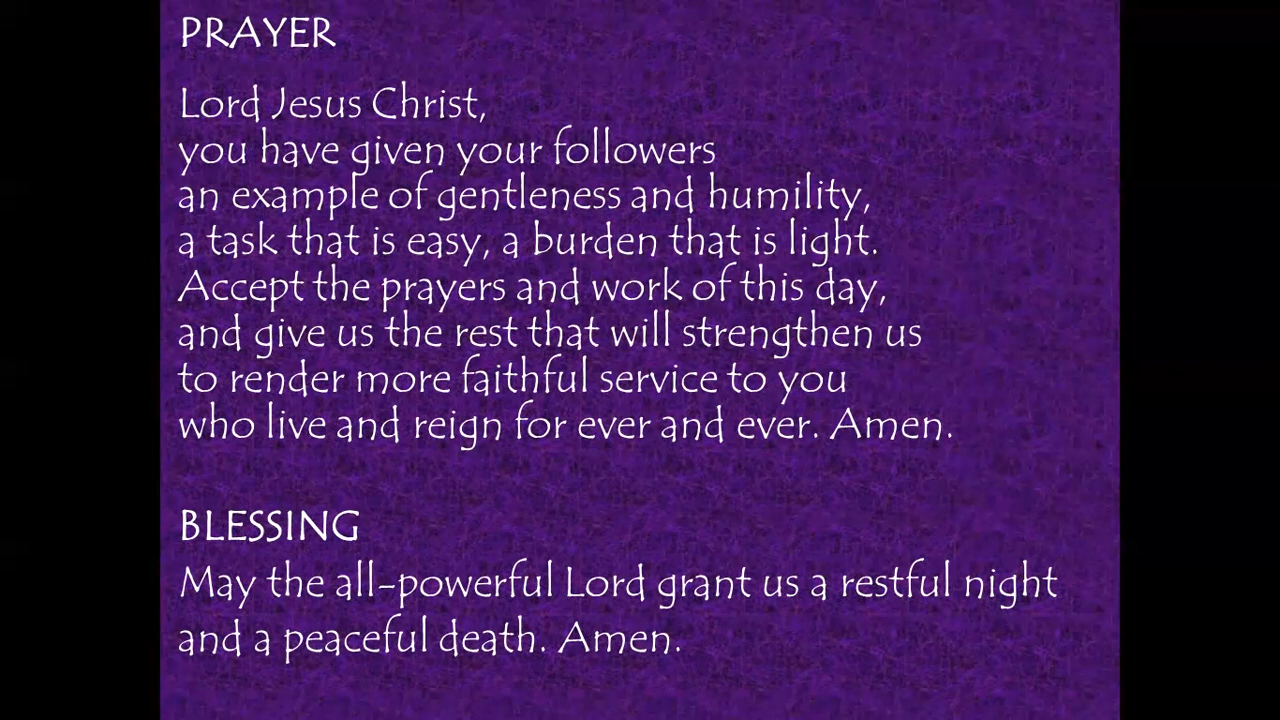 PRAYER
Lord Jesus Christ,
you have given your followers
an example of gentleness and humility,
a task that is easy, a burden that is light.
Accept the prayers and work of this day,
and give us the rest that will strengthen us
to render more faithful service to you
who live and reign for ever and ever. Amen.
BLESSING
May the all-powerful Lord grant us a restful night
and a peaceful death. Amen.